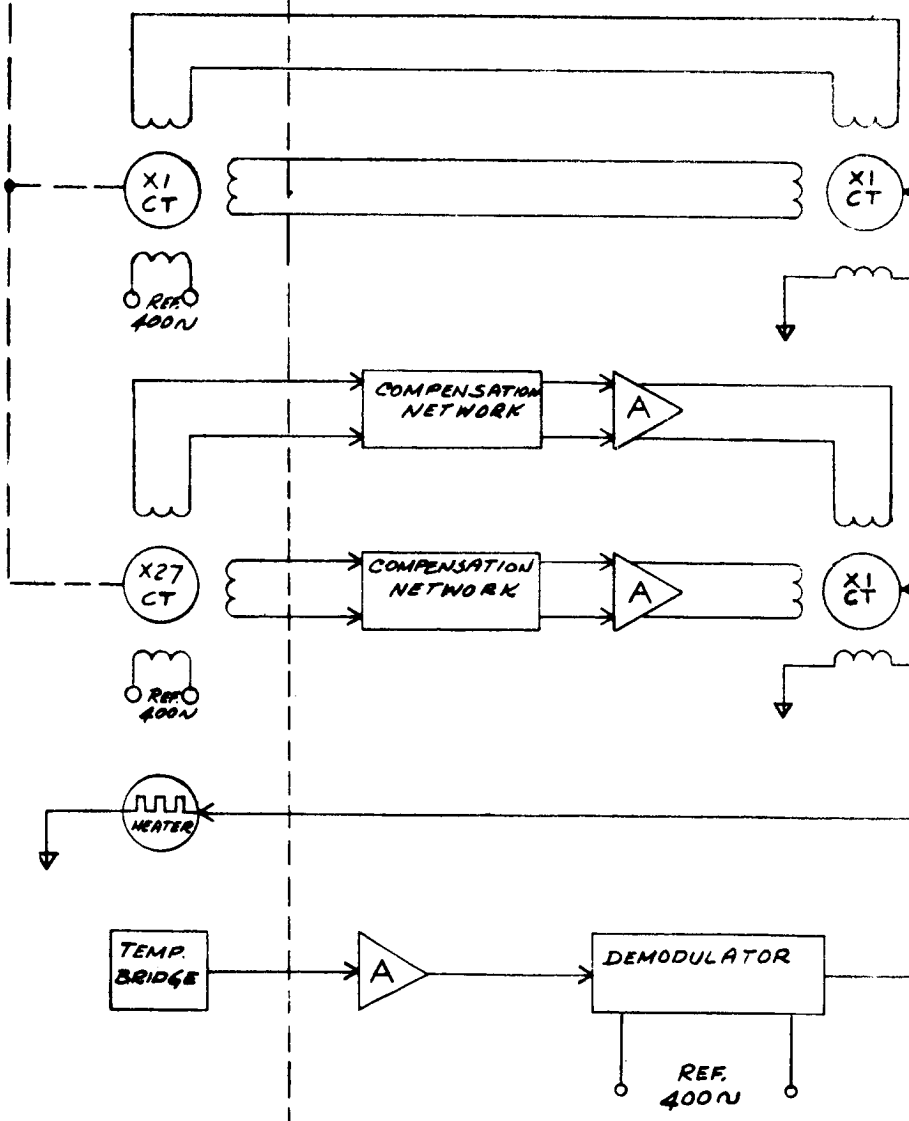 X1
CT
X1
CT
REF.
400~
COMPENSATION
NETWORK
A
X27
CT
COMPENSATION
NETWORK
A
X1
CT
REF.
400~
HEATER
TEMP.
BRIDGE
A
DEMODULATOR
REF.
400~